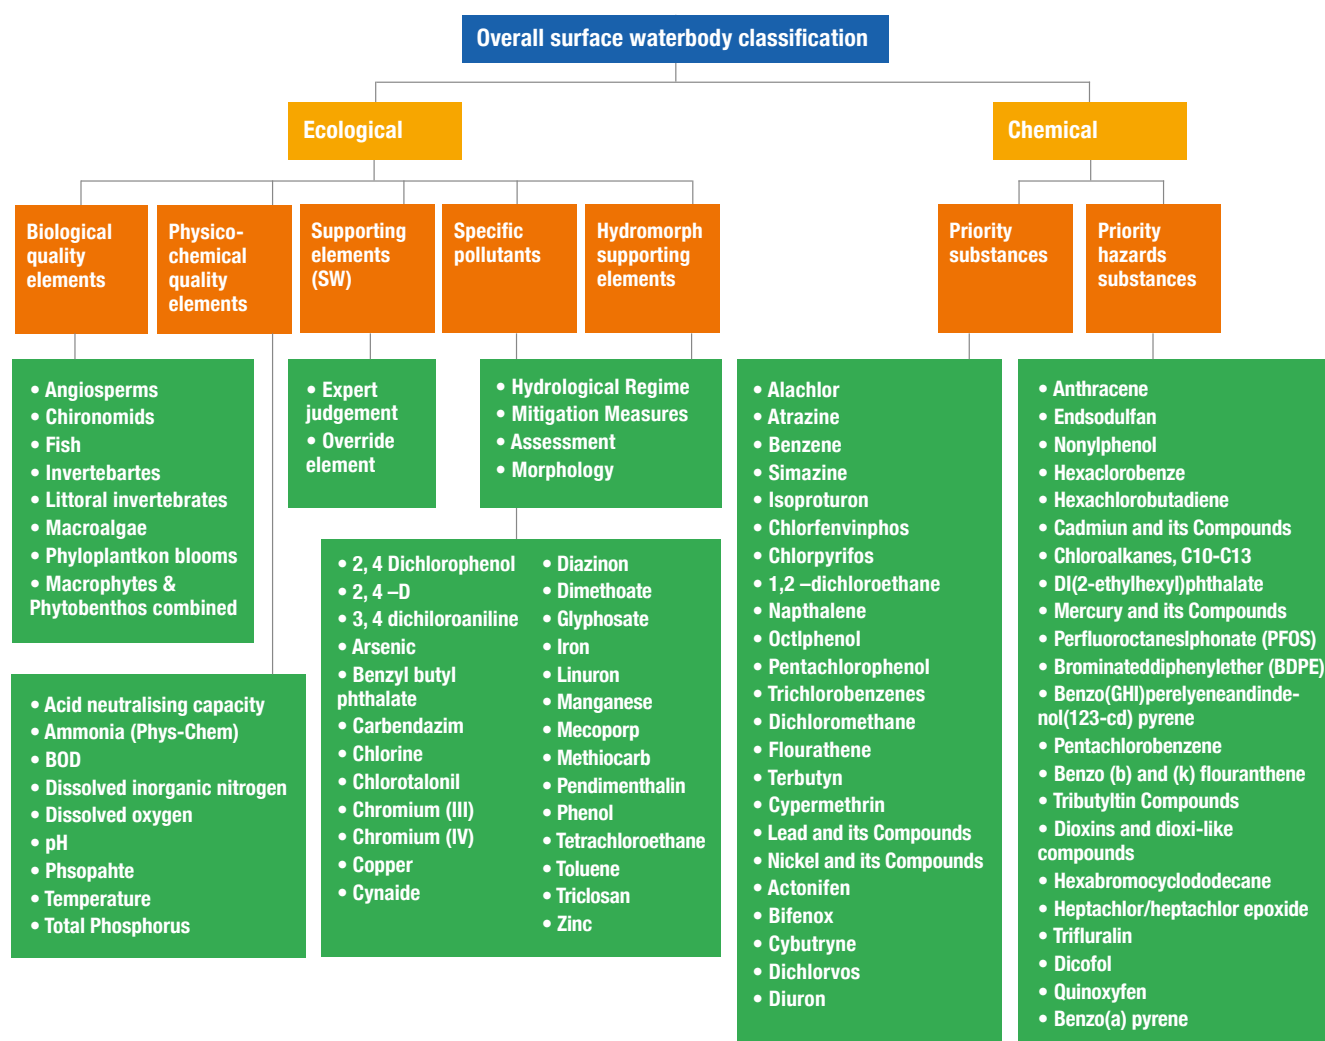 Overall surface waterbody classification
Ecological
Chemical
Biological
quality
elements
Physico-
chemical
quality
elements
Supporting
elements
(SW)
Specific
pollutants
Hydromorph
supporting
elements
Priority
substances
Priority
hazards
substances
• Angiosperms
• Chironomids
• Fish
• Invertebartes
• Littoral invertebrates
• Macroalgae
• Phyloplantkon blooms
• Macrophytes &
Phytobenthos combined
• Expert
judgement
• Override
element
• Hydrological Regime
• Mitigation Measures
• Assessment
• Morphology
• Acid neutralising capacity
• Ammonia (Phys-Chem)
• BOD
• Dissolved inorganic nitrogen
• Dissolved oxygen
• pH
• Phsopahte
• Temperature
• Total Phosphorus
• 2, 4 Dichlorophenol
• 2, 4 –D
• 3, 4 dichiloroaniline
• Arsenic
• Benzyl butyl
phthalate
• Carbendazim
• Chlorine
• Chlorotalonil
• Chromium (III)
• Chromium (IV)
• Copper
• Cynaide
• Diazinon
• Dimethoate
• Glyphosate
• Iron
• Linuron
• Manganese
• Mecoporp
• Methiocarb
• Pendimenthalin
• Phenol
• Tetrachloroethane
• Toluene
• Triclosan
• Zinc
• Alachlor
• Atrazine
• Benzene
• Simazine
• Isoproturon
• Chlorfenvinphos
• Chlorpyrifos
• 1,2 –dichloroethane
• Napthalene
• Octlphenol
• Pentachlorophenol
• Trichlorobenzenes
• Dichloromethane
• Flourathene
• Terbutyn
• Cypermethrin
• Lead and its Compounds
• Nickel and its Compounds
• Actonifen
• Bifenox
• Cybutryne
• Dichlorvos
• Diuron
• Anthracene
• Endsodulfan
• Nonylphenol
• Hexaclorobenze
• Hexachlorobutadiene
• Cadmiun and its Compounds
• Chloroalkanes, C10-C13
• DI(2-ethylhexyl)phthalate
• Mercury and its Compounds
• Perfluoroctaneslphonate (PFOS)
• Brominateddiphenylether (BDPE)
• Benzo(GHI)perelyeneandinde-
nol(123-cd) pyrene
• Pentachlorobenzene
• Benzo (b) and (k) flouranthene
• Tributyltin Compounds
• Dioxins and dioxi-like
compounds
• Hexabromocyclododecane
• Heptachlor/heptachlor epoxide
• Trifluralin
• Dicofol
• Quinoxyfen
• Benzo(a) pyrene